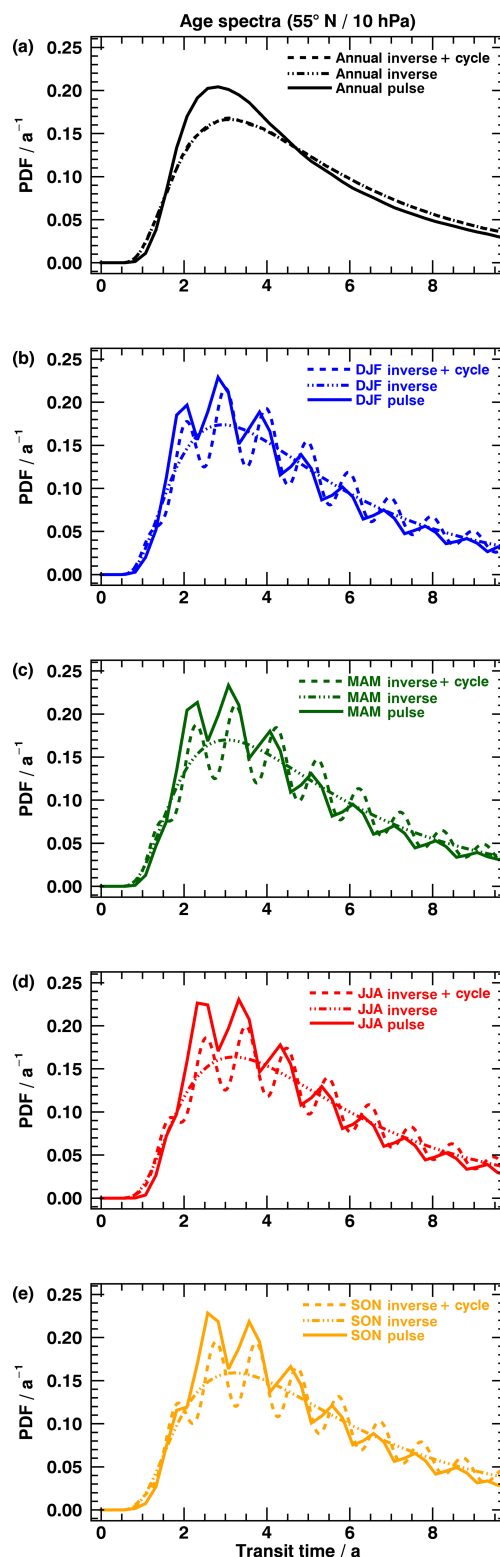 Age spectra (55° N / 10 hPa)
(a)
Annual inverse + cycle
Annual inverse
Annual pulse
PDF / a⁻¹
0.25
0.20
0.15
0.10
0.05
0.00
0 2 4 6 8
(b)
DJF inverse + cycle
DJF inverse
DJF pulse
PDF / a⁻¹
0.25
0.20
0.15
0.10
0.05
0.00
0 2 4 6 8
(c)
MAM inverse + cycle
MAM inverse
MAM pulse
PDF / a⁻¹
0.25
0.20
0.15
0.10
0.05
0.00
0 2 4 6 8
(d)
JJA inverse + cycle
JJA inverse
JJA pulse
PDF / a⁻¹
0.25
0.20
0.15
0.10
0.05
0.00
0 2 4 6 8
(e)
SON inverse + cycle
SON inverse
SON pulse
PDF / a⁻¹
0.25
0.20
0.15
0.10
0.05
0.00
0 2 4 6 8
Transit time / a